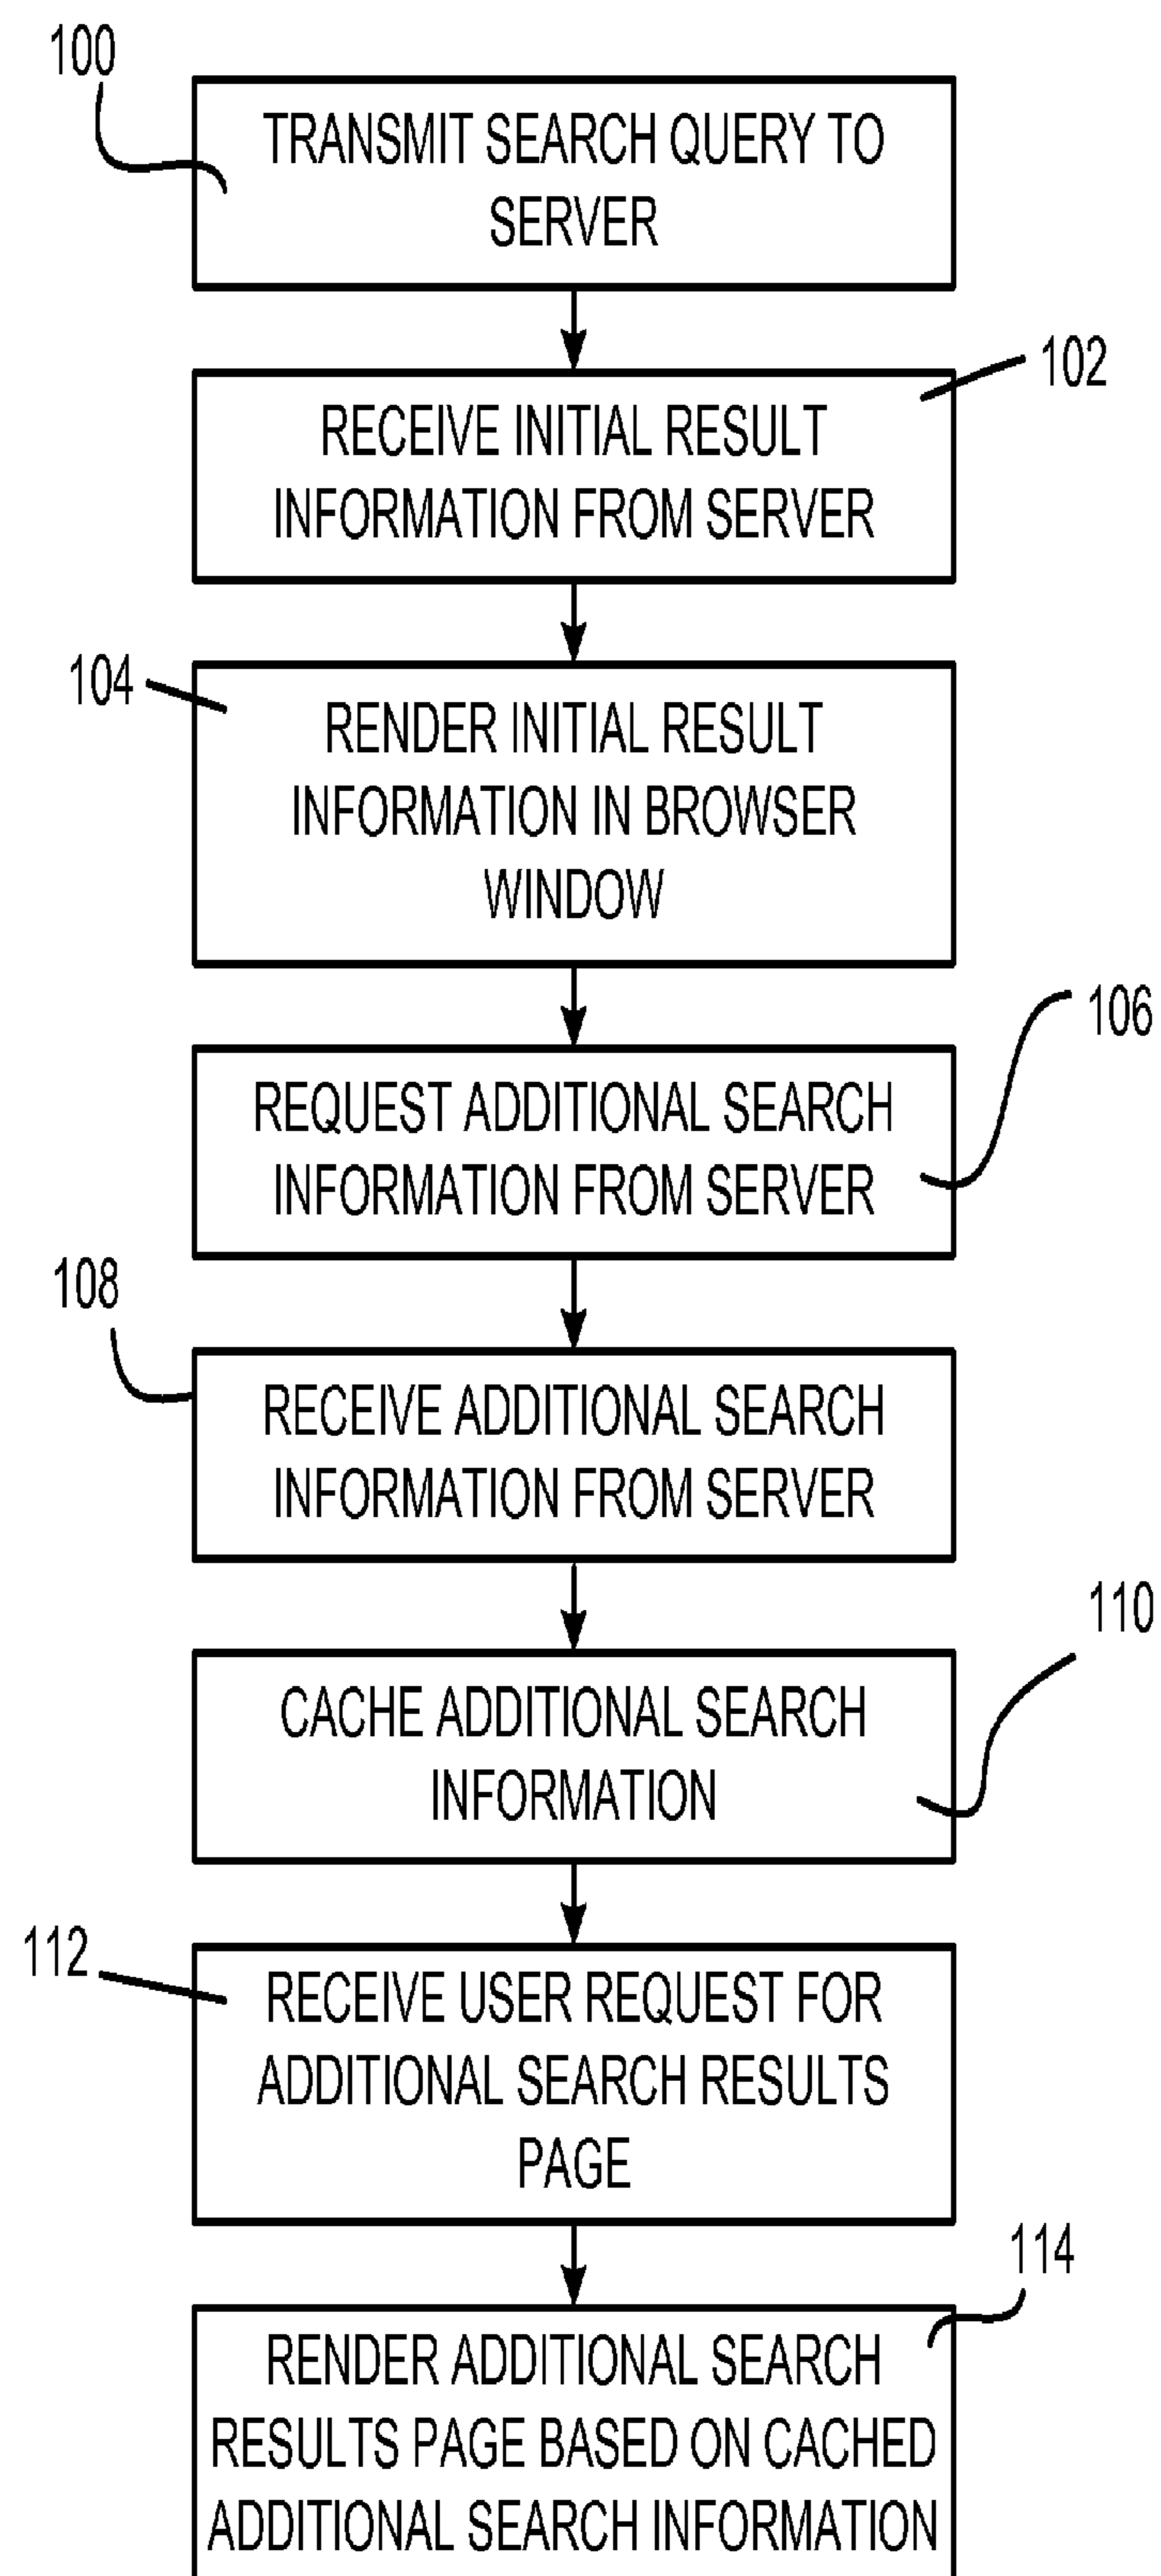 100
TRANSMIT SEARCH QUERY TO
SERVER
102
RECEIVE INITIAL RESULT
INFORMATION FROM SERVER
104
RENDER INITIAL RESULT
INFORMATION IN BROWSER
WINDOW
106
REQUEST ADDITIONAL SEARCH
INFORMATION FROM SERVER
108
RECEIVE ADDITIONAL SEARCH
INFORMATION FROM SERVER
110
CACHE ADDITIONAL SEARCH
INFORMATION
112
RECEIVE USER REQUEST FOR
ADDITIONAL SEARCH RESULTS
PAGE
114
RENDER ADDITIONAL SEARCH
RESULTS PAGE BASED ON CACHED
ADDITIONAL SEARCH INFORMATION